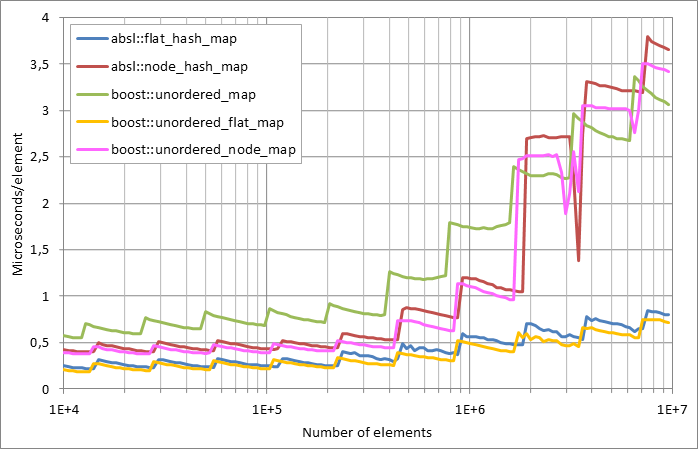 4
3,5
3
2,5
2
1,5
1
0,5
0
Microseconds/element
absl::flat_hash_map
absl::node_hash_map
boost::unordered_map
boost::unordered_flat_map
boost::unordered_node_map
1E+4 1E+5 1E+6 1E+7
Number of elements